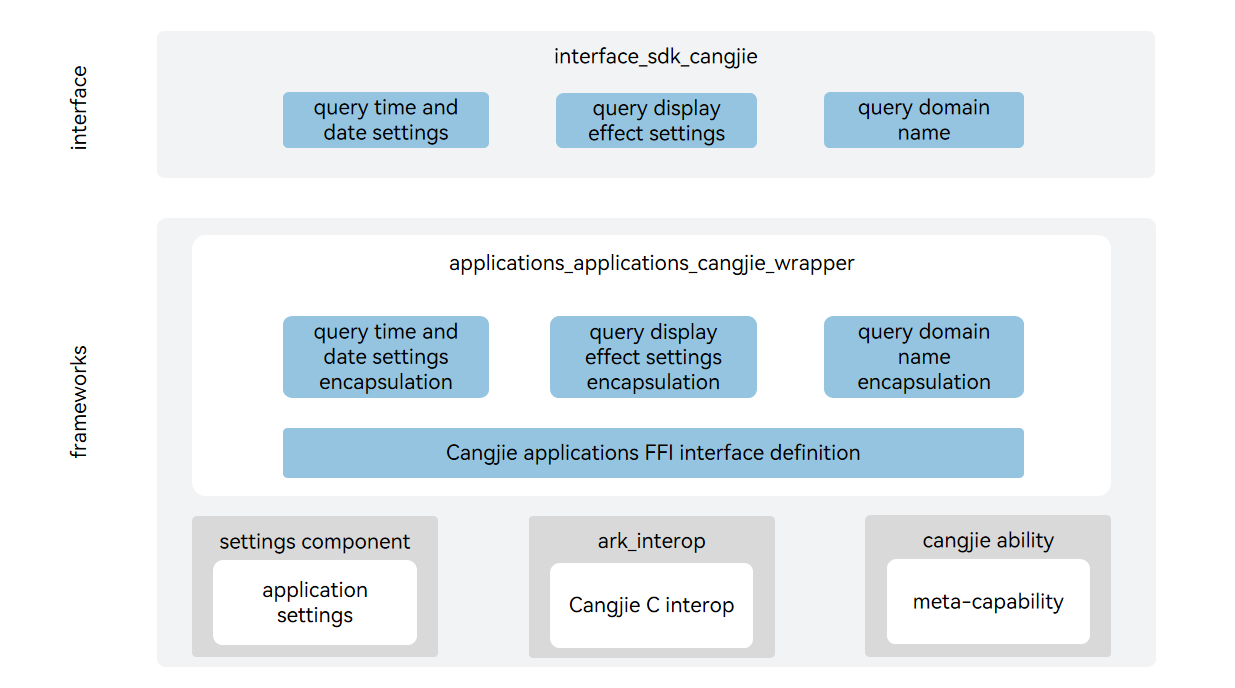 interface
interface_sdk_cangjie
query time and
date settings
query display
effect settings
query domain
name
frameworks
applications_applications_cangjie_wrapper
query time and
date settings
encapsulation
query display
effect settings
encapsulation
query domain
name
encapsulation
Cangjie applications FFI interface definition
settings component
application
settings
ark_interop
Cangjie C interop
cangjie ability
meta-capability